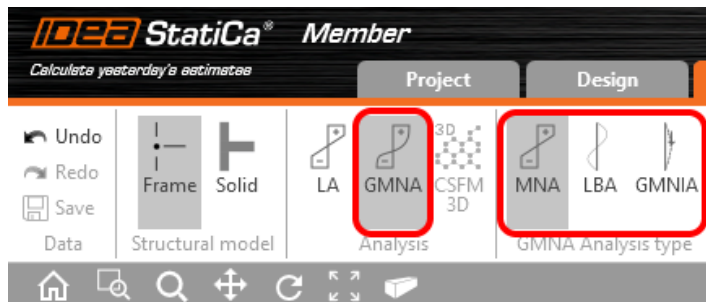 IDEA StatiCa® Member
Calculate yesterday's estimates
Project Design
Undo
Redo
Save
Data
Frame Solid
Structural model
LA GMNA 3D CSFM 3D
Analysis
MNA LBA GMNIA
GMNA Analysis type